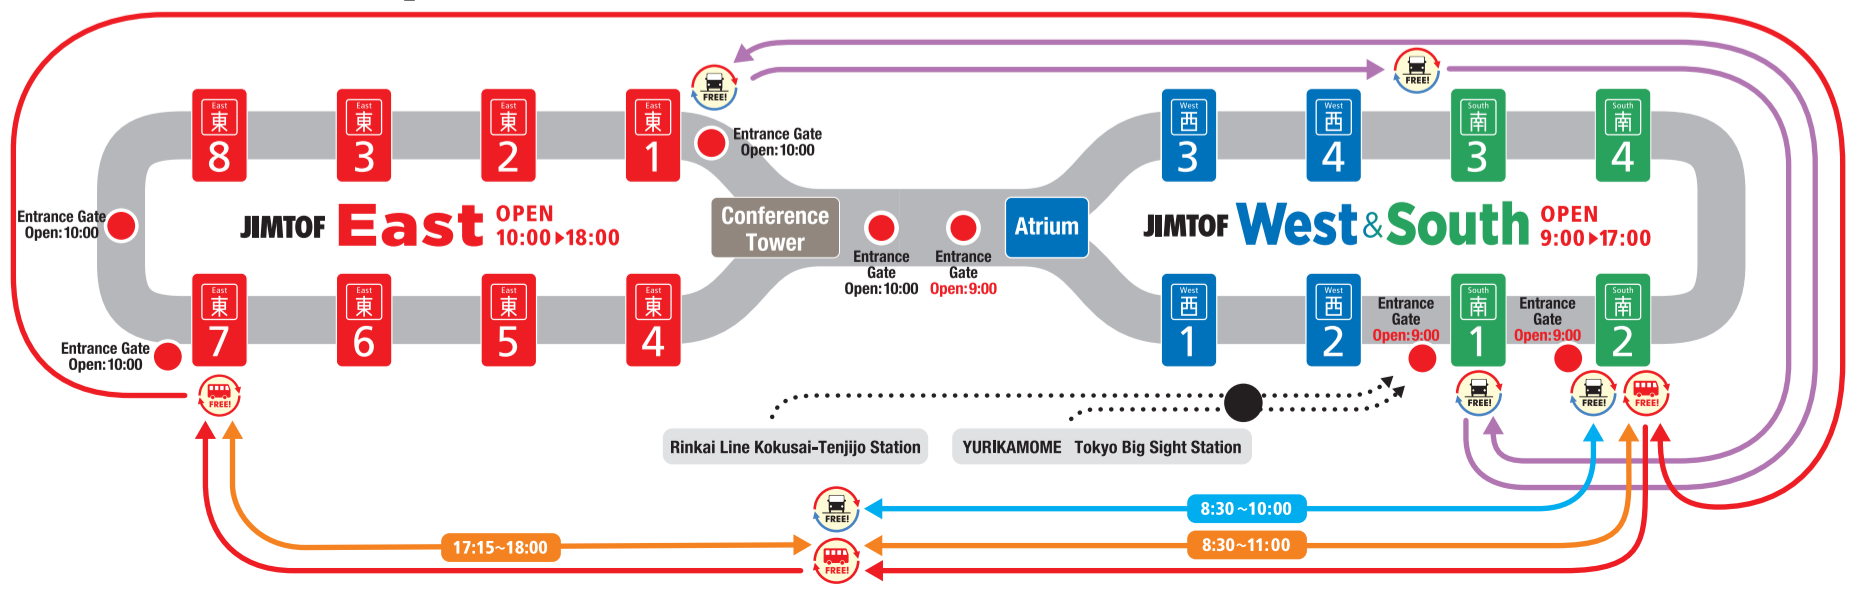 FREE!
FREE!
East
東
8
East
東
3
East
東
2
East
東
1
West
西
3
West
西
4
South
南
3
South
南
4
Entrance Gate
Open:10:00
Entrance Gate
Open:10:00
JIMTOF East
OPEN
10:00▶18:00
Conference
Tower
Entrance
Gate
Open:10:00
Entrance
Gate
Open:9:00
Atrium
JIMTOF West&South
OPEN
9:00▶17:00
East
東
7
East
東
6
East
東
5
East
東
4
West
西
1
West
西
2
Entrance
Gate
Open:9:00
South
南
1
Entrance
Gate
Open:9:00
South
南
2
Entrance Gate
Open:10:00
FREE!
FREE!
FREE!
FREE!
Rinkai Line Kokusai-Tenjijo Station
YURIKAMOME Tokyo Big Sight Station
FREE!
8:30~10:00
17:15~18:00
FREE!
8:30~11:00